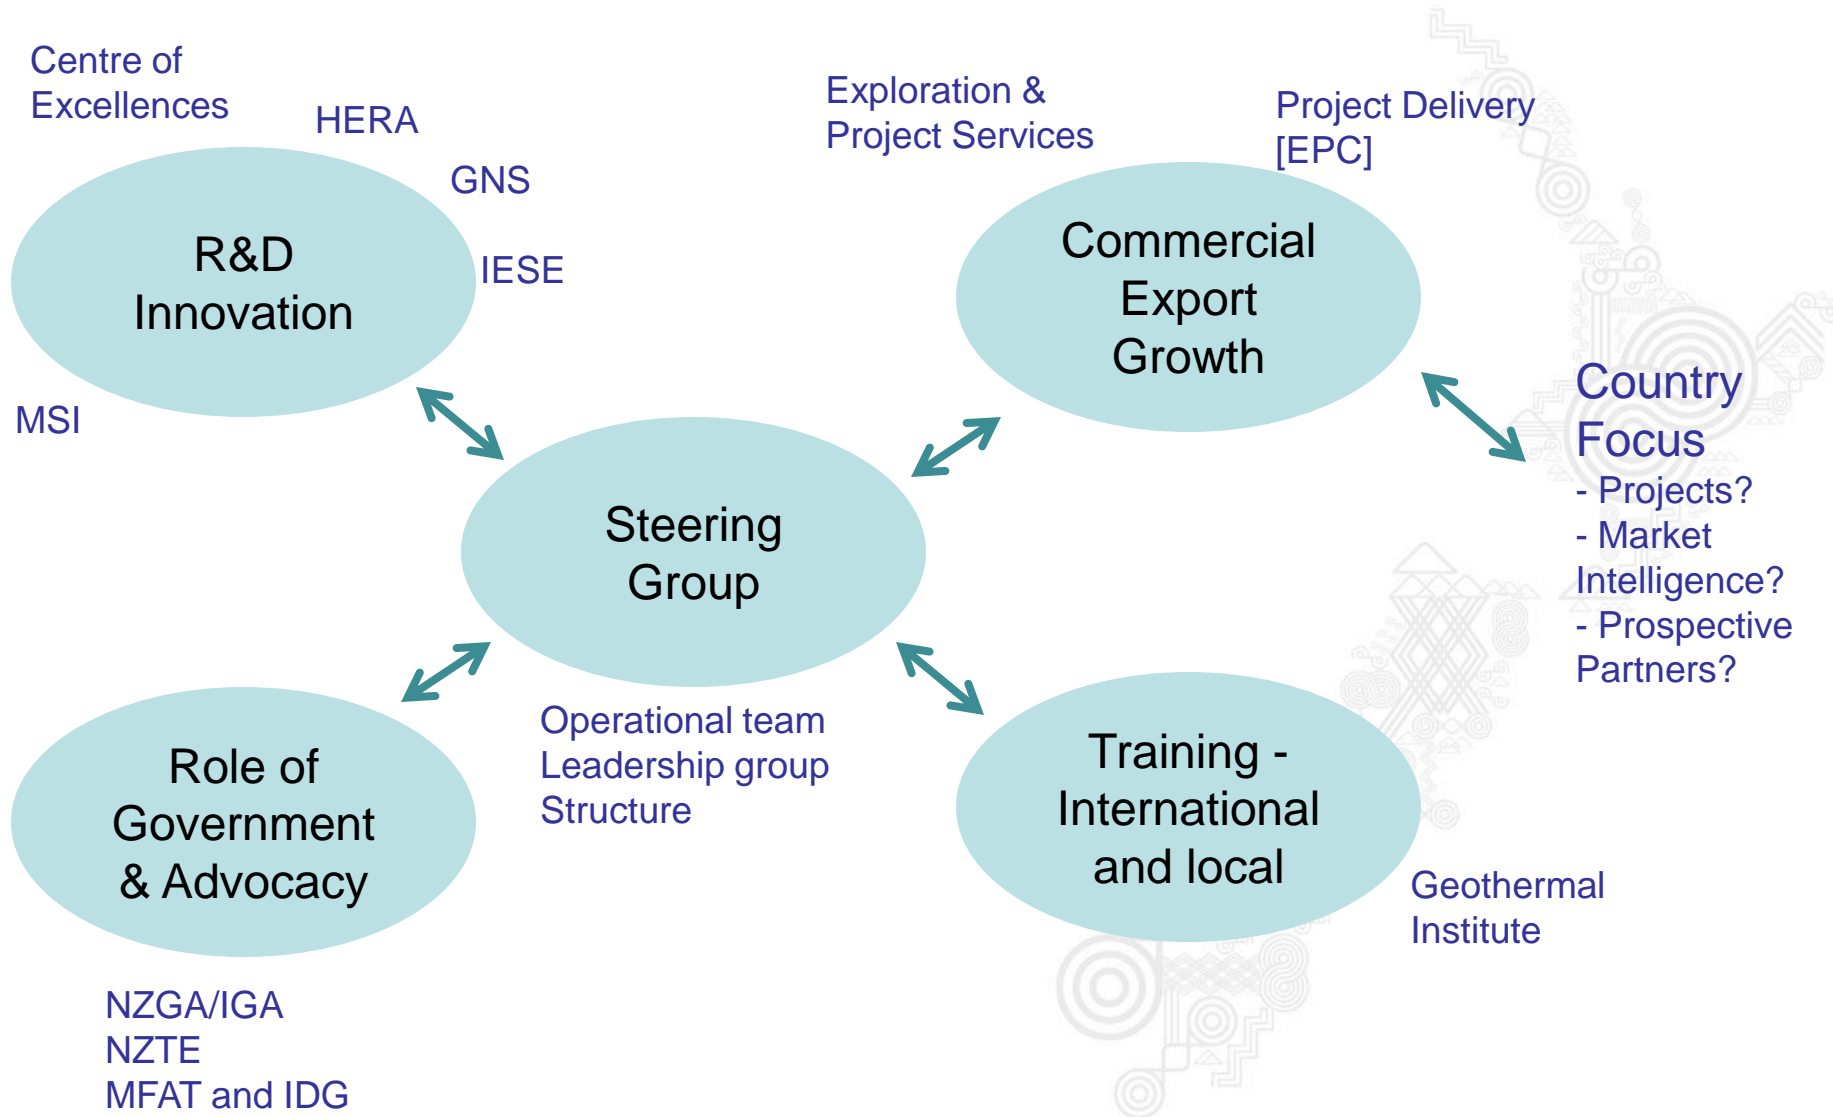 Centre of
Excellences
HERA
GNS
IESE
R&D
Innovation
MSI
Exploration &
Project Services
Project Delivery
[EPC]
Commercial
Export
Growth
Country
Focus
- Projects?
- Market
Intelligence?
- Prospective
Partners?
Steering
Group
Operational team
Leadership group
Structure
Role of
Government
& Advocacy
NZGA/IGA
NZTE
MFAT and IDG
Training -
International
and local
Geothermal
Institute